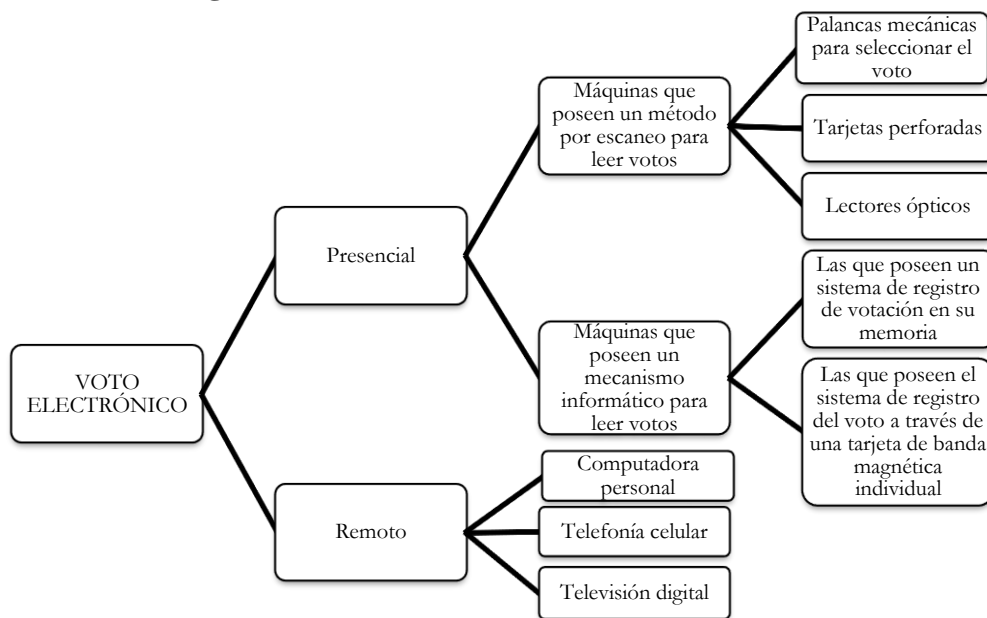 VOTO
ELECTRÓNICO
Presencial
Máquinas que
poseen un método
por escaneo para
leer votos
Palancas mecánicas
para seleccionar el
voto
Tarjetas perforadas
Lectores ópticos
Máquinas que
poseen un
mecanismo
informático para
leer votos
Las que poseen un
sistema de registro
de votación en su
memoria
Las que poseen el
sistema de registro
del voto a través de
una tarjeta de banda
magnética
individual
Remoto
Computadora
personal
Telefonía celular
Televisión digital